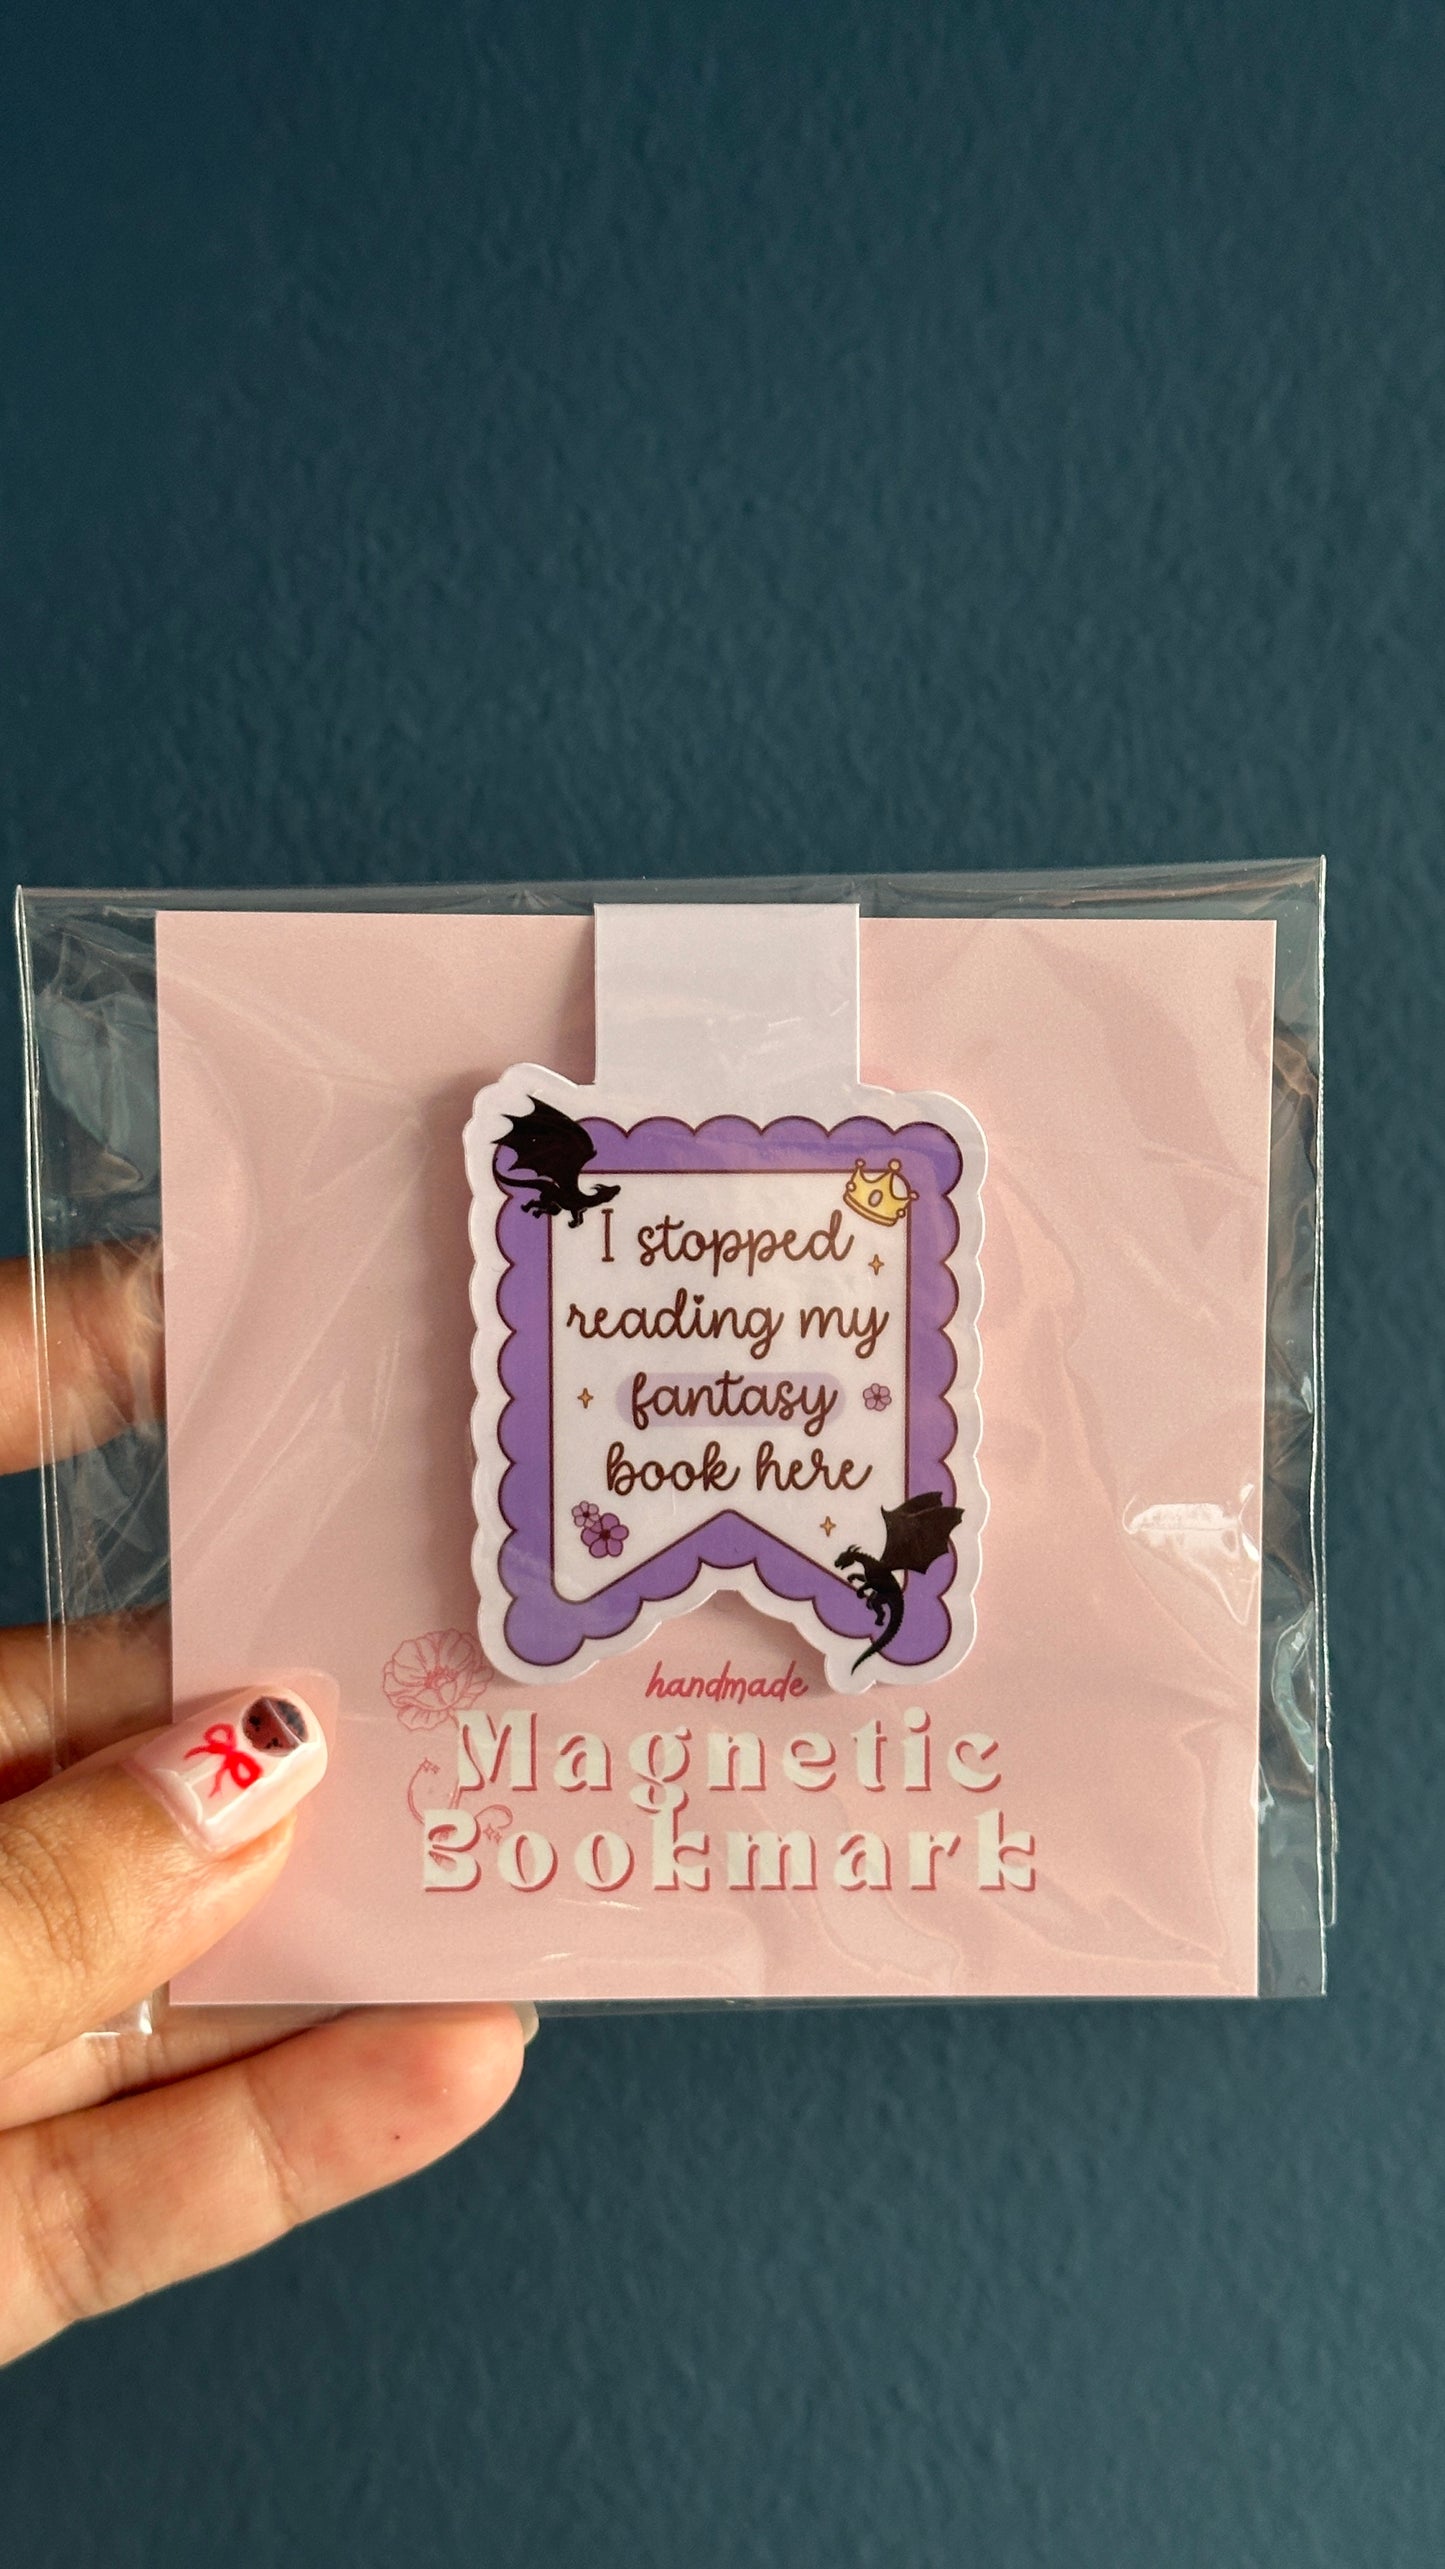 I stopped
reading my
fantasy
book here
handmade
Magnetic
Bookmark